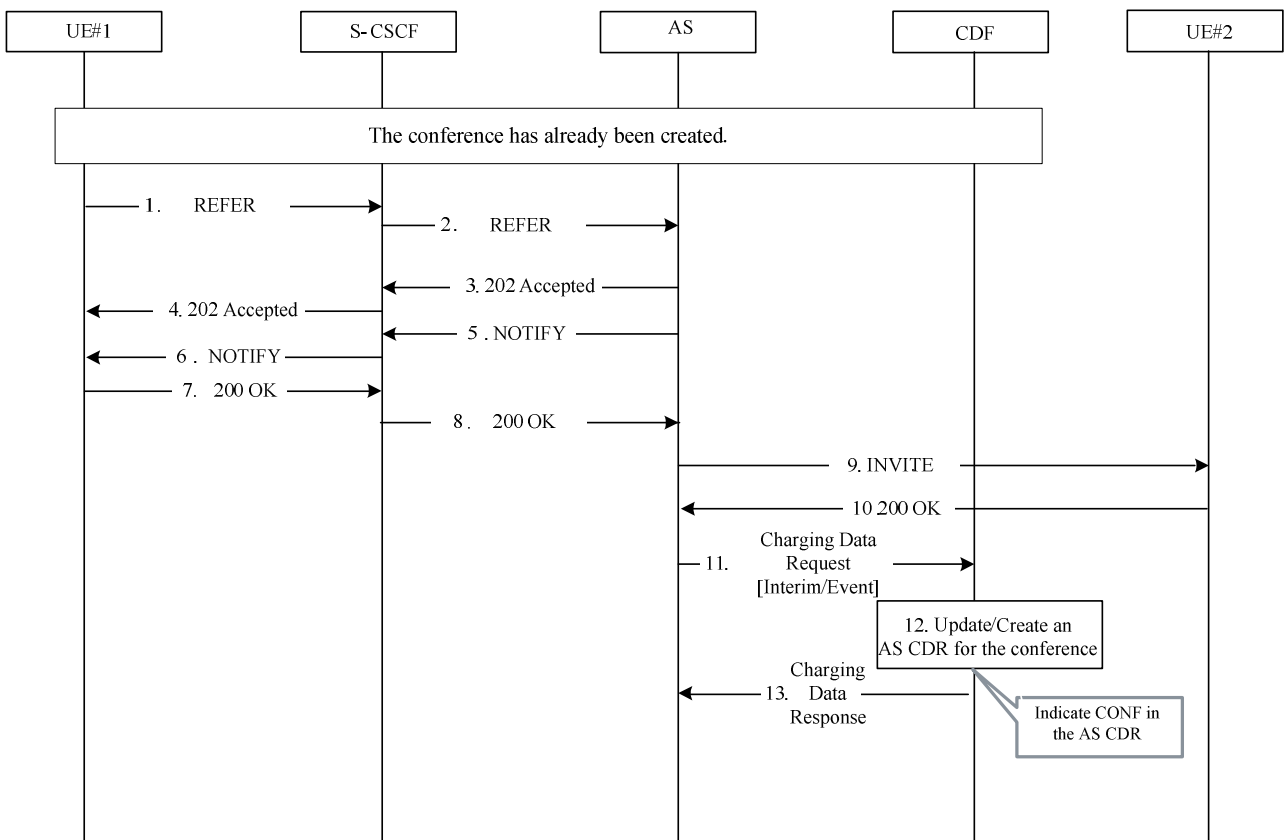 UE#1
S-CSCF
AS
CDF
UE#2
The conference has already been created.
1. REFER
2. REFER
3. 202 Accepted
4. 202 Accepted
5 . NOTIFY
6 . NOTIFY
7. 200 OK
8. 200 OK
9. INVITE
10.200 OK
11.
Charging Data
Request
[Interim/Event]
12. Update/Create an
AS CDR for the conference
13.
Charging
Data
Response
Indicate CONF in
the AS CDR